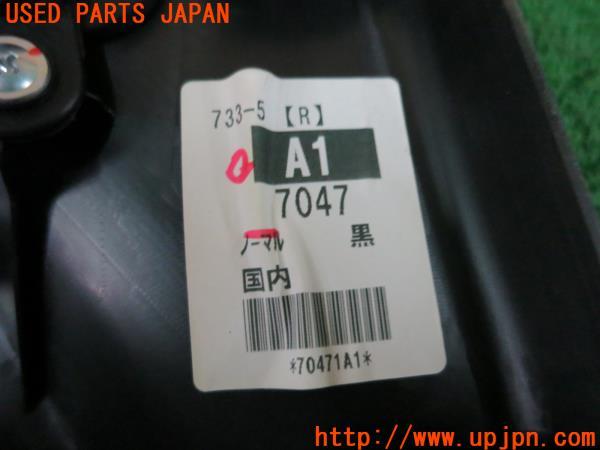 USED PARTS JAPAN
733-5 【R】
A1
7047
ノーマル 黒
国内
*70471A1*
http://www.upjpn.com